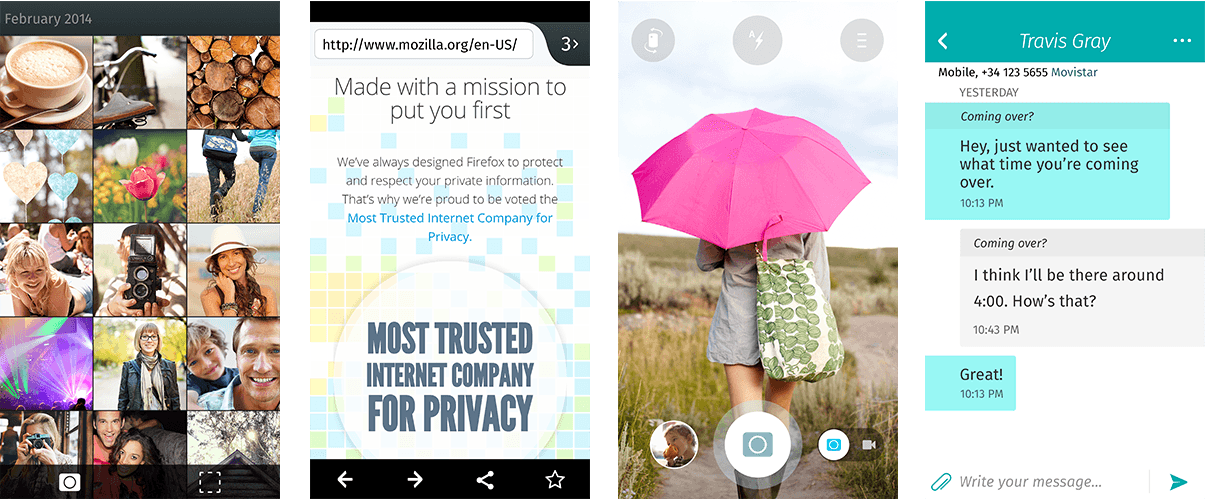 February 2014
http://www.mozilla.org/en-US/
3>
Made with a mission to
put you first
We've always designed Firefox to protect
and respect your private information.
That's why we're proud to be voted the
Most Trusted Internet Company for
Privacy.
MOST TRUSTED
INTERNET COMPANY
FOR PRIVACY
A
Travis Gray
Mobile, +34 123 5655 Movistar
YESTERDAY
Coming over?
Hey, just wanted to see
what time you're coming
over.
10:13 PM
Coming over?
I think I'll be there around
4:00. How's that?
10:43 PM
Great!
10:13 PM
Write your message...